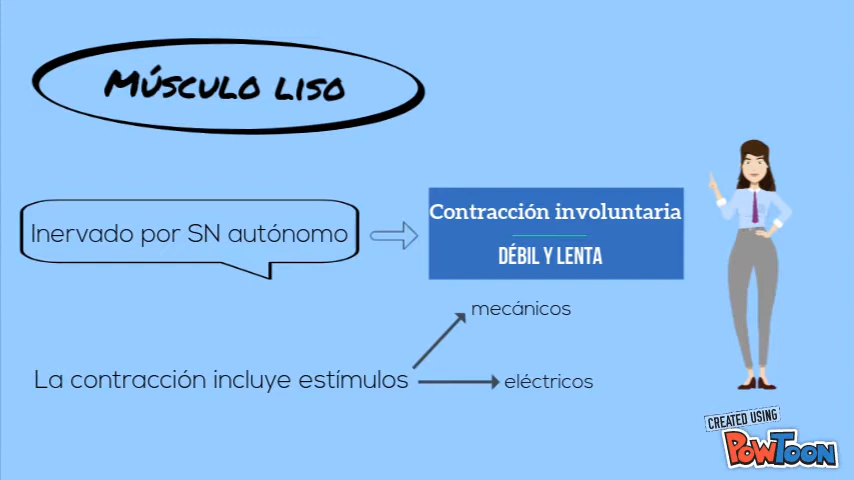 Músculo liso
Inervado por SN autónomo
Contracción involuntaria
DÉBIL Y LENTA
mecánicos
La contracción incluye estímulos
eléctricos
CREATED USING
POWTOON